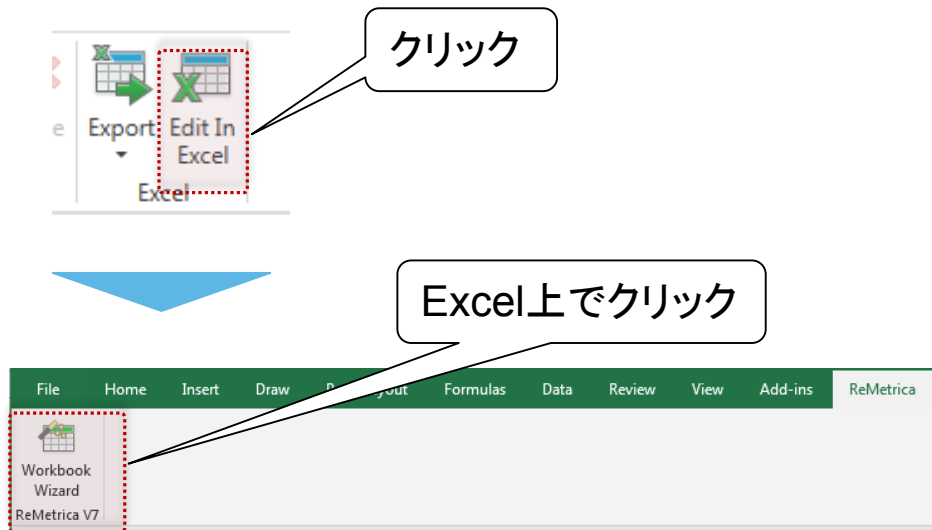 クリック
e
Export
Edit In
Excel
Excel
Excel上でクリック
File Home Insert Draw Formulas Data Review View Add-ins ReMetrica
Workbook
Wizard
ReMetrica V7